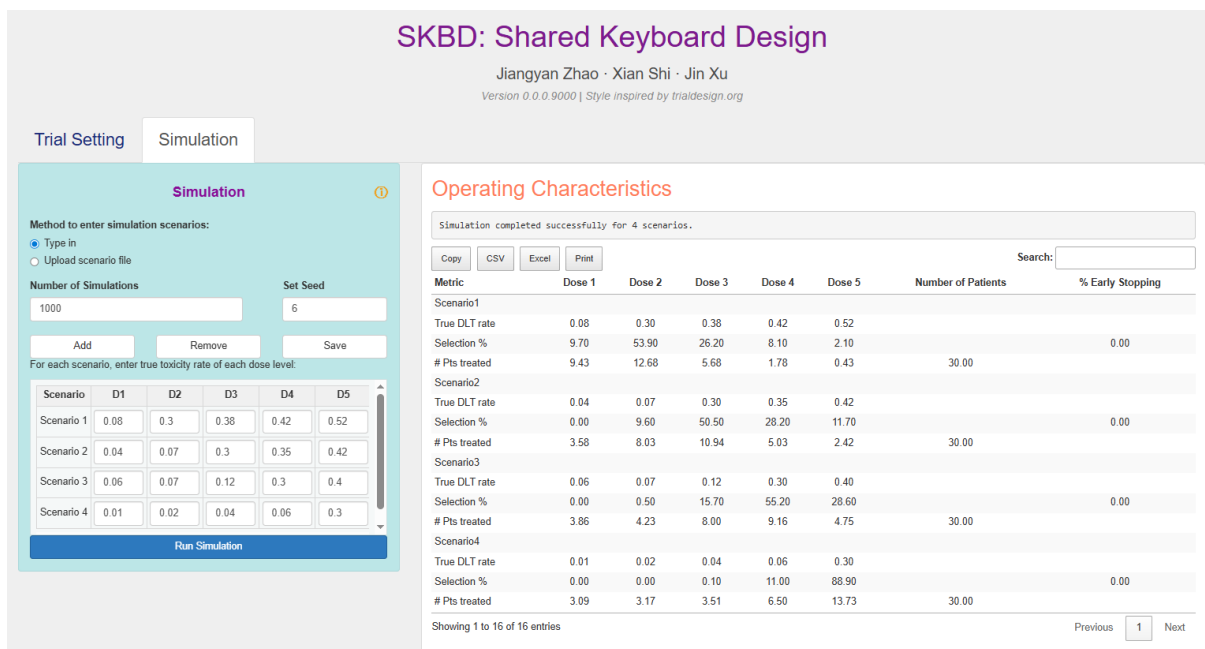 SKBD: Shared Keyboard Design
Jiangyan Zhao · Xian Shi · Jin Xu
Version 0.0.0.9000 | Style inspired by trialdesign.org
Trial Setting Simulation
Simulation
Method to enter simulation scenarios:
Type in
Upload scenario file
Number of Simulations Set Seed
1000 6
Add Remove Save
For each scenario, enter true toxicity rate of each dose level:
Scenario D1 D2 D3 D4 D5
Scenario 1 0.08 0.3 0.38 0.42 0.52
Scenario 2 0.04 0.07 0.3 0.35 0.42
Scenario 3 0.06 0.07 0.12 0.3 0.4
Scenario 4 0.01 0.02 0.04 0.06 0.3
Run Simulation
Operating Characteristics
Simulation completed successfully for 4 scenarios.
Copy CSV Excel Print Search:
Metric Dose 1 Dose 2 Dose 3 Dose 4 Dose 5 Number of Patients % Early Stopping
Scenario1
True DLT rate 0.08 0.30 0.38 0.42 0.52
Selection % 9.70 53.90 26.20 8.10 2.10 0.00
# Pts treated 9.43 12.68 5.68 1.78 0.43 30.00
Scenario2
True DLT rate 0.04 0.07 0.30 0.35 0.42
Selection % 0.00 9.60 50.50 28.20 11.70 0.00
# Pts treated 3.58 8.03 10.94 5.03 2.42 30.00
Scenario3
True DLT rate 0.06 0.07 0.12 0.30 0.40
Selection % 0.00 0.50 15.70 55.20 28.60 0.00
# Pts treated 3.86 4.23 8.00 9.16 4.75 30.00
Scenario4
True DLT rate 0.01 0.02 0.04 0.06 0.30
Selection % 0.00 0.00 0.10 11.00 88.90 0.00
# Pts treated 3.09 3.17 3.51 6.50 13.73 30.00
Showing 1 to 16 of 16 entries Previous 1 Next